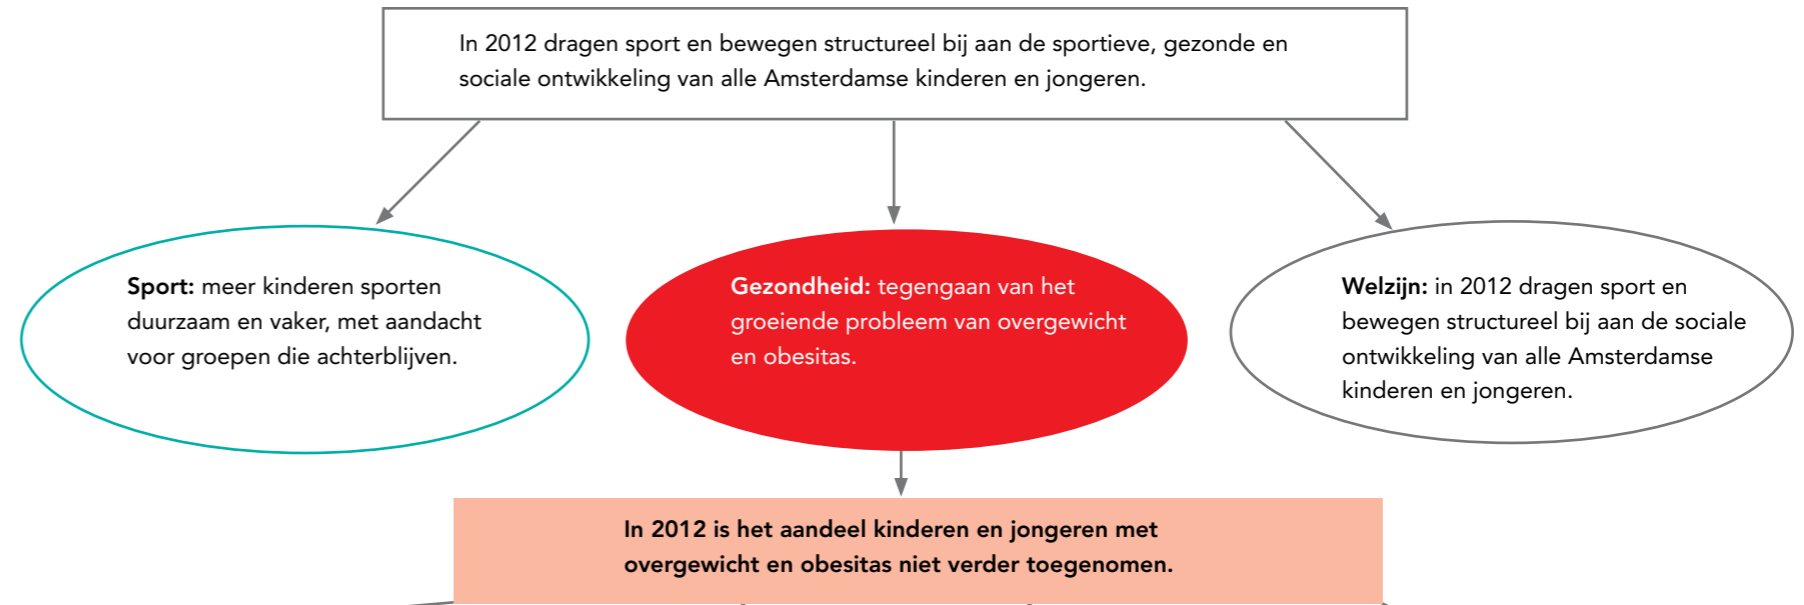 In 2012 dragen sport en bewegen structureel bij aan de sportieve, gezonde en
sociale ontwikkeling van alle Amsterdamse kinderen en jongeren.
Sport: meer kinderen sporten
duurzaam en vaker, met aandacht
voor groepen die achterblijven.
Gezondheid: tegengaan van het
groeiende probleem van overgewicht
en obesitas.
Welzijn: in 2012 dragen sport en
bewegen structureel bij aan de sociale
ontwikkeling van alle Amsterdamse
kinderen en jongeren.
In 2012 is het aandeel kinderen en jongeren met
overgewicht en obesitas niet verder toegenomen.